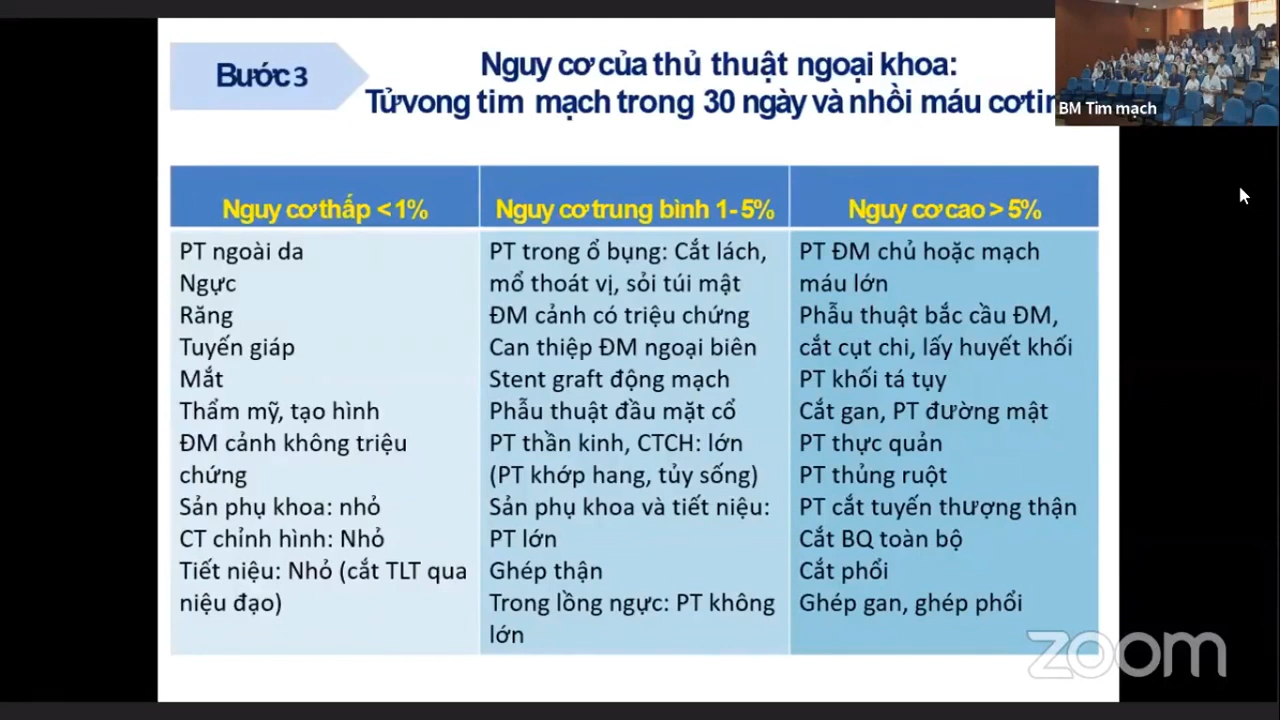 Bước 3
Nguy cơ của thủ thuật ngoại khoa:
Tử vong tim mạch trong 30 ngày và nhồi máu cơ
BM Tim mạch
Nguy cơ thấp < 1%
Nguy cơ trung bình 1- 5%
Nguy cơ cao > 5%
PT ngoài da
Ngực
Răng
Tuyến giáp
Mắt
Thẩm mỹ, tạo hình
ĐM cảnh không triệu
chứng
Sản phụ khoa: nhỏ
CT chỉnh hình: Nhỏ
Tiết niệu: Nhỏ (cắt TLT qua
niệu đạo)
PT trong ổ bụng: Cắt lách,
mổ thoát vị, sỏi túi mật
ĐM cảnh có triệu chứng
Can thiệp ĐM ngoại biên
Stent graft động mạch
Phẫu thuật đầu mặt cổ
PT thần kinh, CTCH: lớn
(PT khớp hang, tủy sống)
Sản phụ khoa và tiết niệu:
PT lớn
Ghép thận
Trong lồng ngực: PT không
lớn
PT ĐM chủ hoặc mạch
máu lớn
Phẫu thuật bắc cầu ĐM,
cắt cụt chi, lấy huyết khối
PT khối tá tụy
Cắt gan, PT đường mật
PT thực quản
PT thủng ruột
PT cắt tuyến thượng thận
Cắt BQ toàn bộ
Cắt phổi
Ghép gan, ghép phổi
zoom